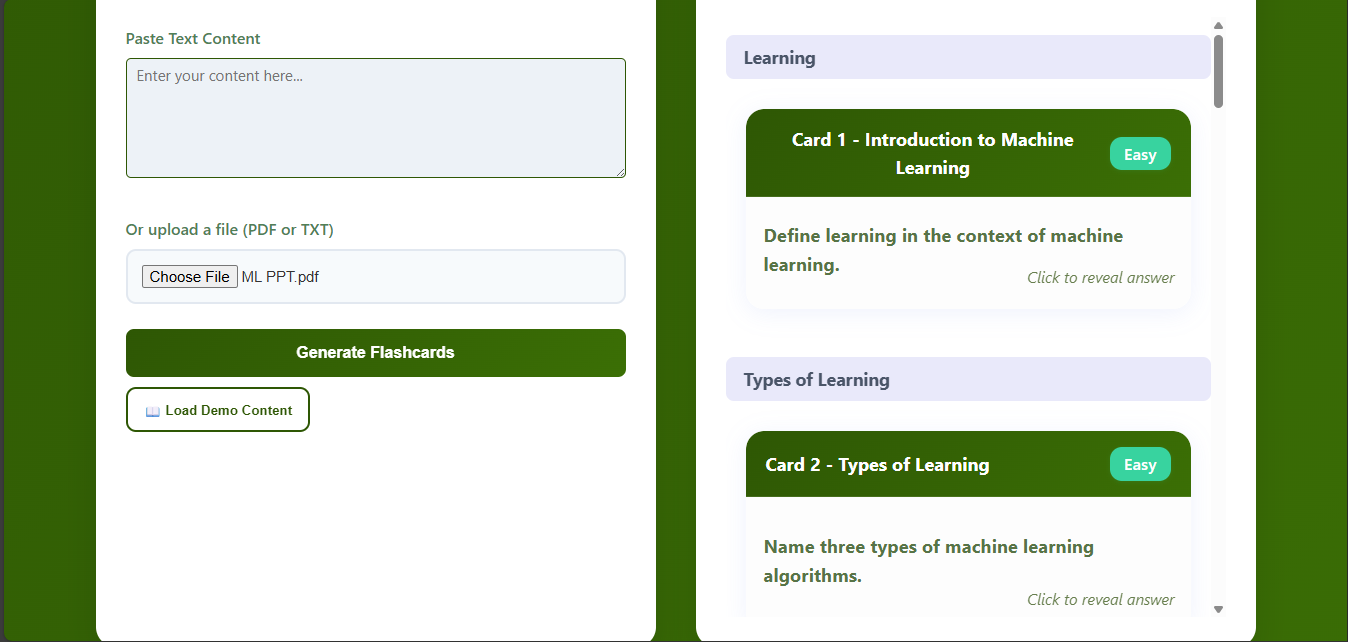 Paste Text Content
Enter your content here...
Or upload a file (PDF or TXT)
Choose File ML PPT.pdf
Generate Flashcards
Load Demo Content
Learning
Card 1 - Introduction to Machine
Learning
Easy
Define learning in the context of machine
learning.
Click to reveal answer
Types of Learning
Card 2 - Types of Learning
Easy
Name three types of machine learning
algorithms.
Click to reveal answer